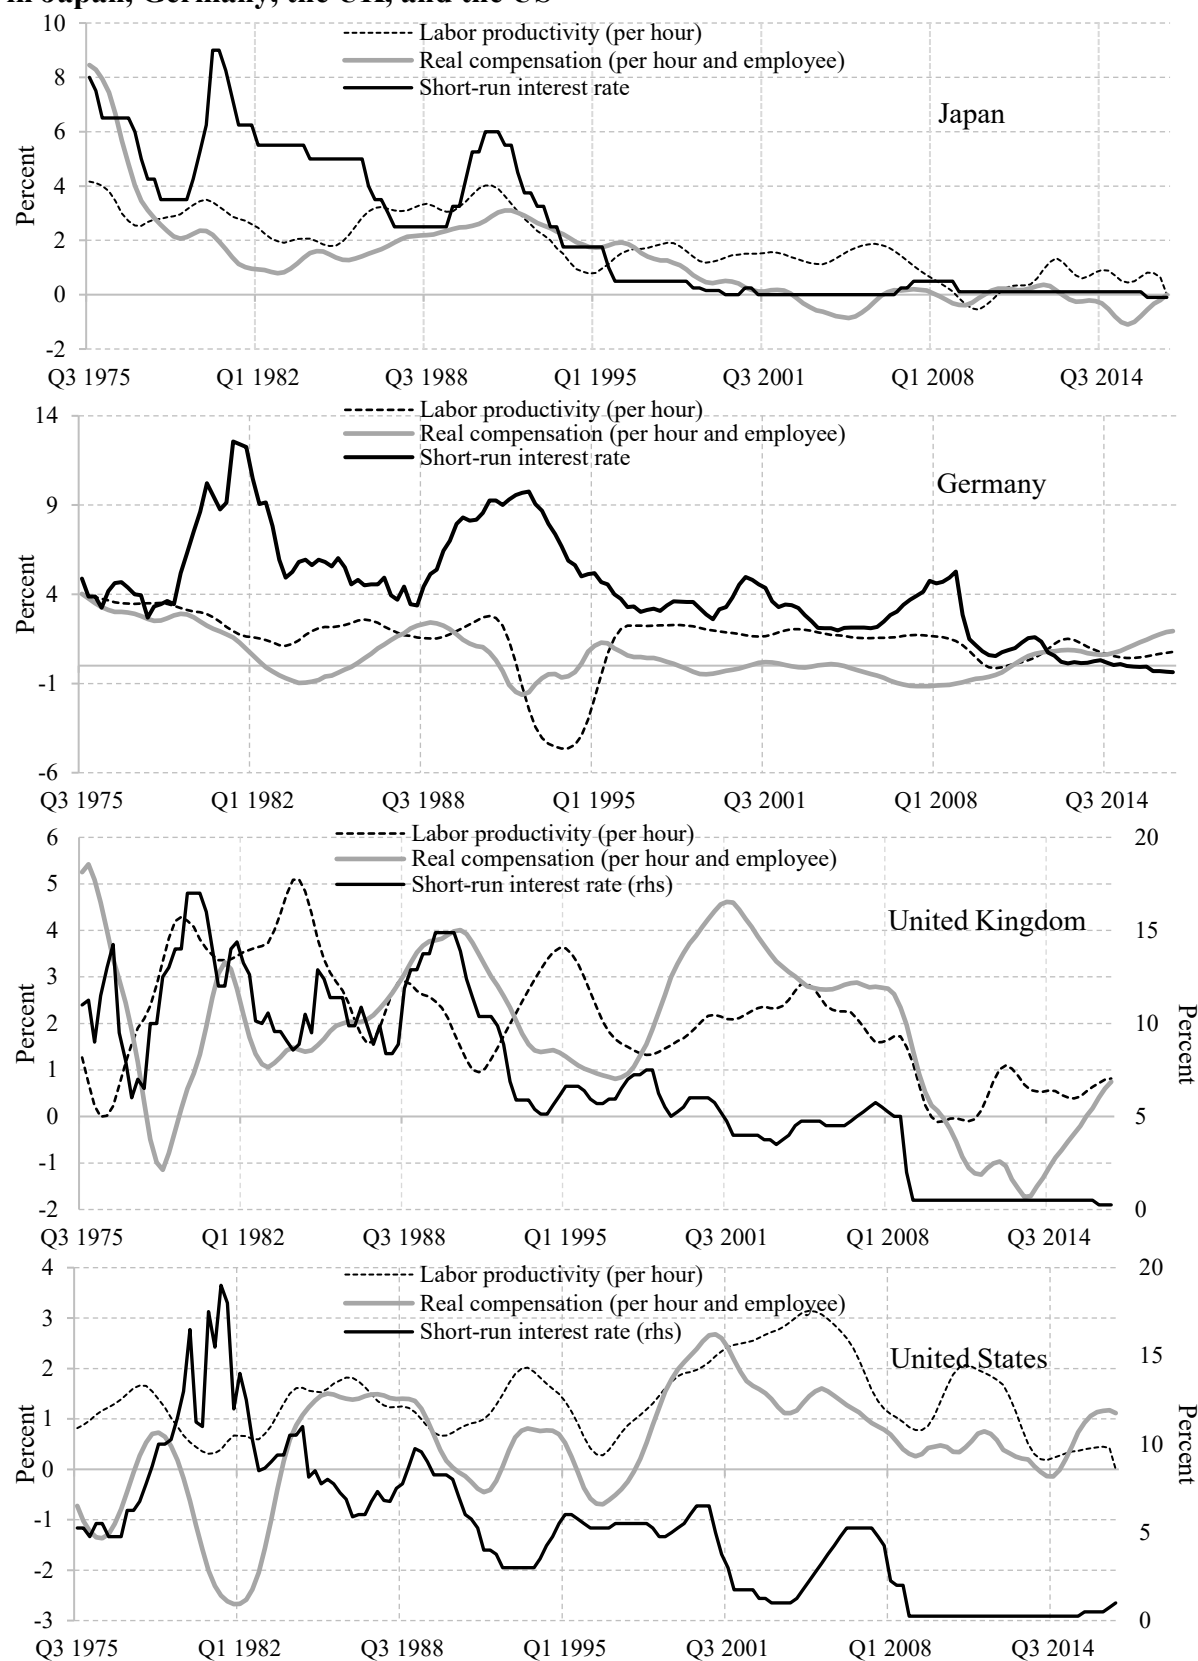 in Japan, Germany, the UK, and the US
10
8
6
4
2
0
-2
Percent
Labor productivity (per hour)
Real compensation (per hour and employee)
Short-run interest rate
Japan
Q3 1975 Q1 1982 Q3 1988 Q1 1995 Q3 2001 Q1 2008 Q3 2014
14
9
4
-1
-6
Percent
Labor productivity (per hour)
Real compensation (per hour and employee)
Short-run interest rate
Germany
Q3 1975 Q1 1982 Q3 1988 Q1 1995 Q3 2001 Q1 2008 Q3 2014
6
5
4
3
2
1
0
-1
-2
Percent
Labor productivity (per hour)
Real compensation (per hour and employee)
Short-run interest rate (rhs)
United Kingdom
20
15
10
5
0
Percent
Q3 1975 Q1 1982 Q3 1988 Q1 1995 Q3 2001 Q1 2008 Q3 2014
4
3
2
1
0
-1
-2
-3
Percent
Labor productivity (per hour)
Real compensation (per hour and employee)
Short-run interest rate (rhs)
United States
20
15
10
5
0
Percent
Q3 1975 Q1 1982 Q3 1988 Q1 1995 Q3 2001 Q1 2008 Q3 2014